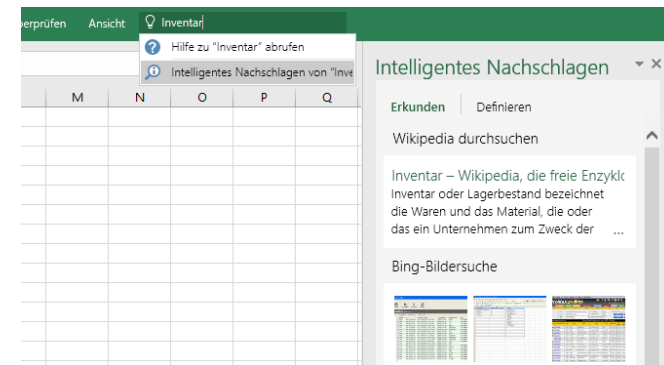 Ansicht
Inventar
Hilfe zu "Inventar" abrufen
Intelligentes Nachschlagen von "Inve
M N O P Q
Intelligentes Nachschlagen
Erkunden Definieren
Wikipedia durchsuchen
Inventar – Wikipedia, die freie Enzyklc
Inventar oder Lagerbestand bezeichnet
die Waren und das Material, die oder
das ein Unternehmen zum Zweck der ...
Bing-Bildersuche